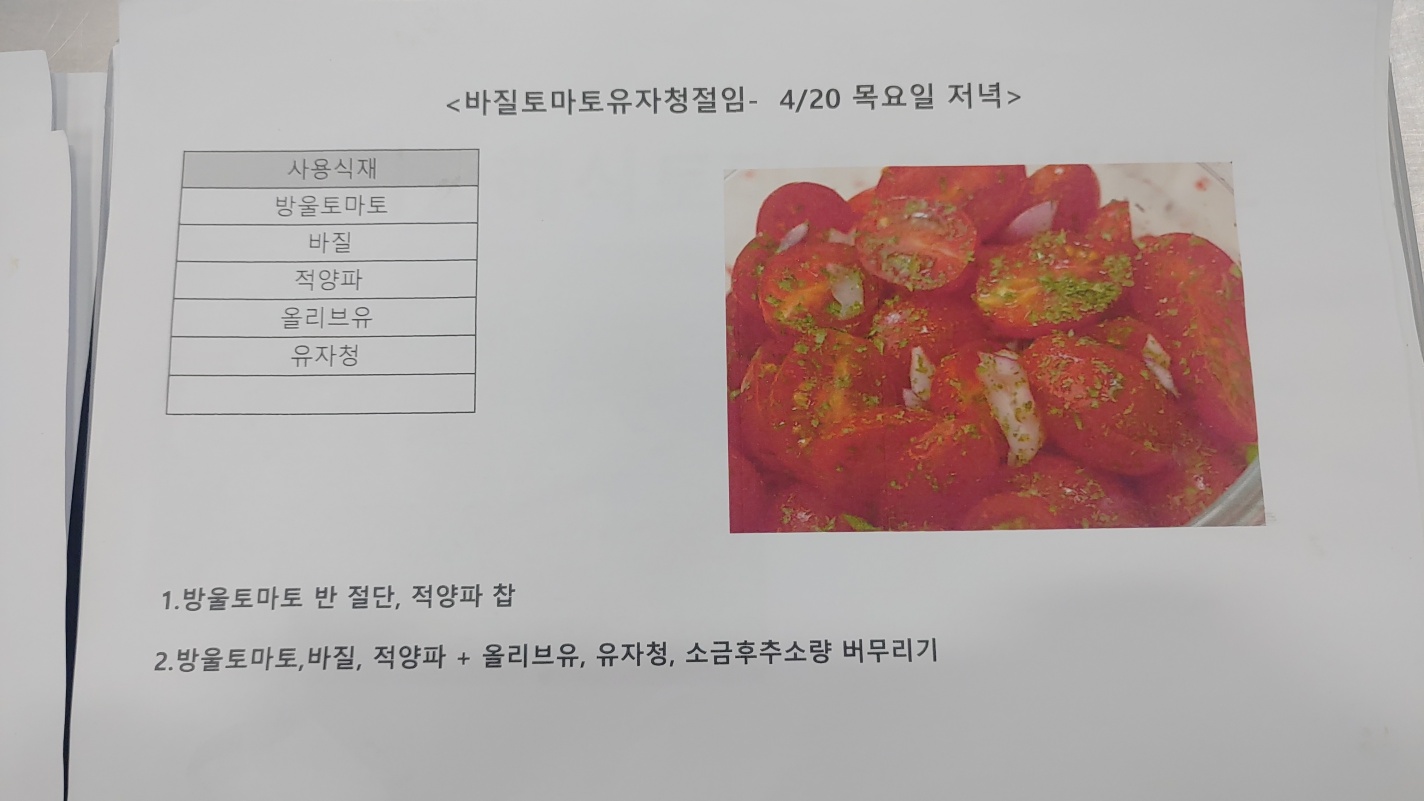 <바질토마토유자청절임- 4/20 목요일 저녁>
사용식재
방울토마토
바질
적양파
올리브유
유자청
1.방울토마토 반 절단, 적양파 찹
2.방울토마토,바질, 적양파 + 올리브유, 유자청, 소금후추소량 버무리기